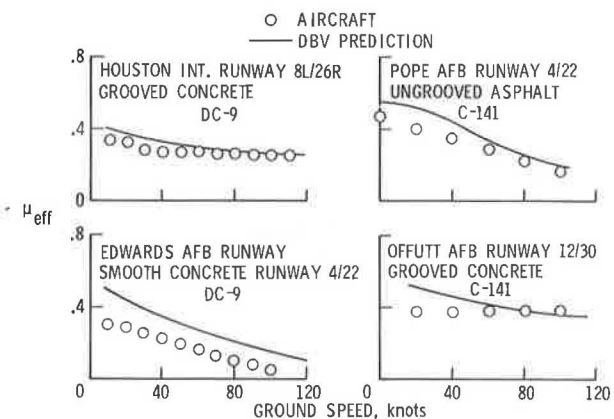 AIRCRAFT
DBV PREDICTION
.8
HOUSTON INT. RUNWAY 8L/26R
GROOVED CONCRETE
DC-9
.4
0
POPE AFB RUNWAY 4/22
UNGROOVED ASPHALT
C-141
μeff
.8
EDWARDS AFB RUNWAY
SMOOTH CONCRETE RUNWAY 4/22
DC-9
.4
0 40 80 120
OFFUTT AFB RUNWAY 12/30
GROOVED CONCRETE
C-141
0 40 80 120
GROUND SPEED, knots